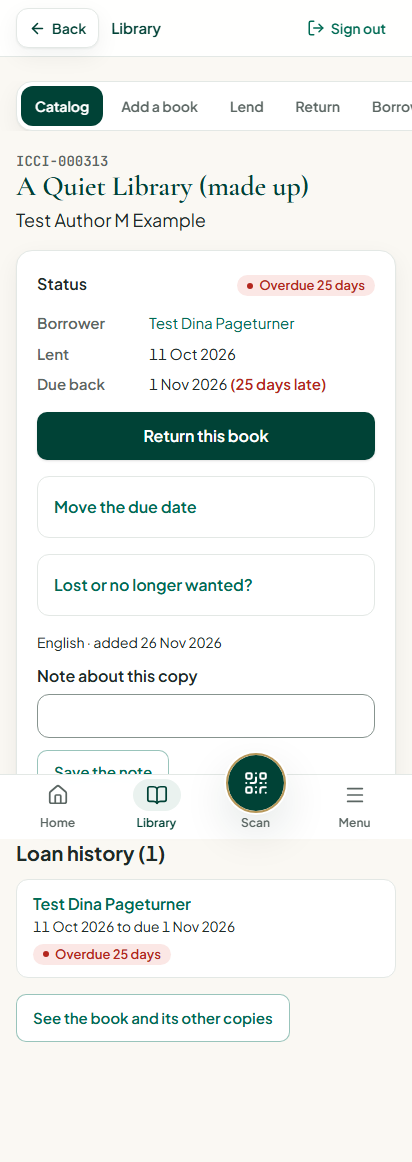 Back
Library
Sign out
Catalog
Add a book
Lend
Return
ICCI-000313
A Quiet Library (made up)
Test Author M Example
Status
Overdue 25 days
Borrower
Test Dina Pageturner
Lent
11 Oct 2026
Due back
1 Nov 2026 (25 days late)
Return this book
Move the due date
Lost or no longer wanted?
English · added 26 Nov 2026
Note about this copy
Save the note
Home
Library
Scan
Menu
Loan history (1)
Test Dina Pageturner
11 Oct 2026 to due 1 Nov 2026
Overdue 25 days
See the book and its other copies